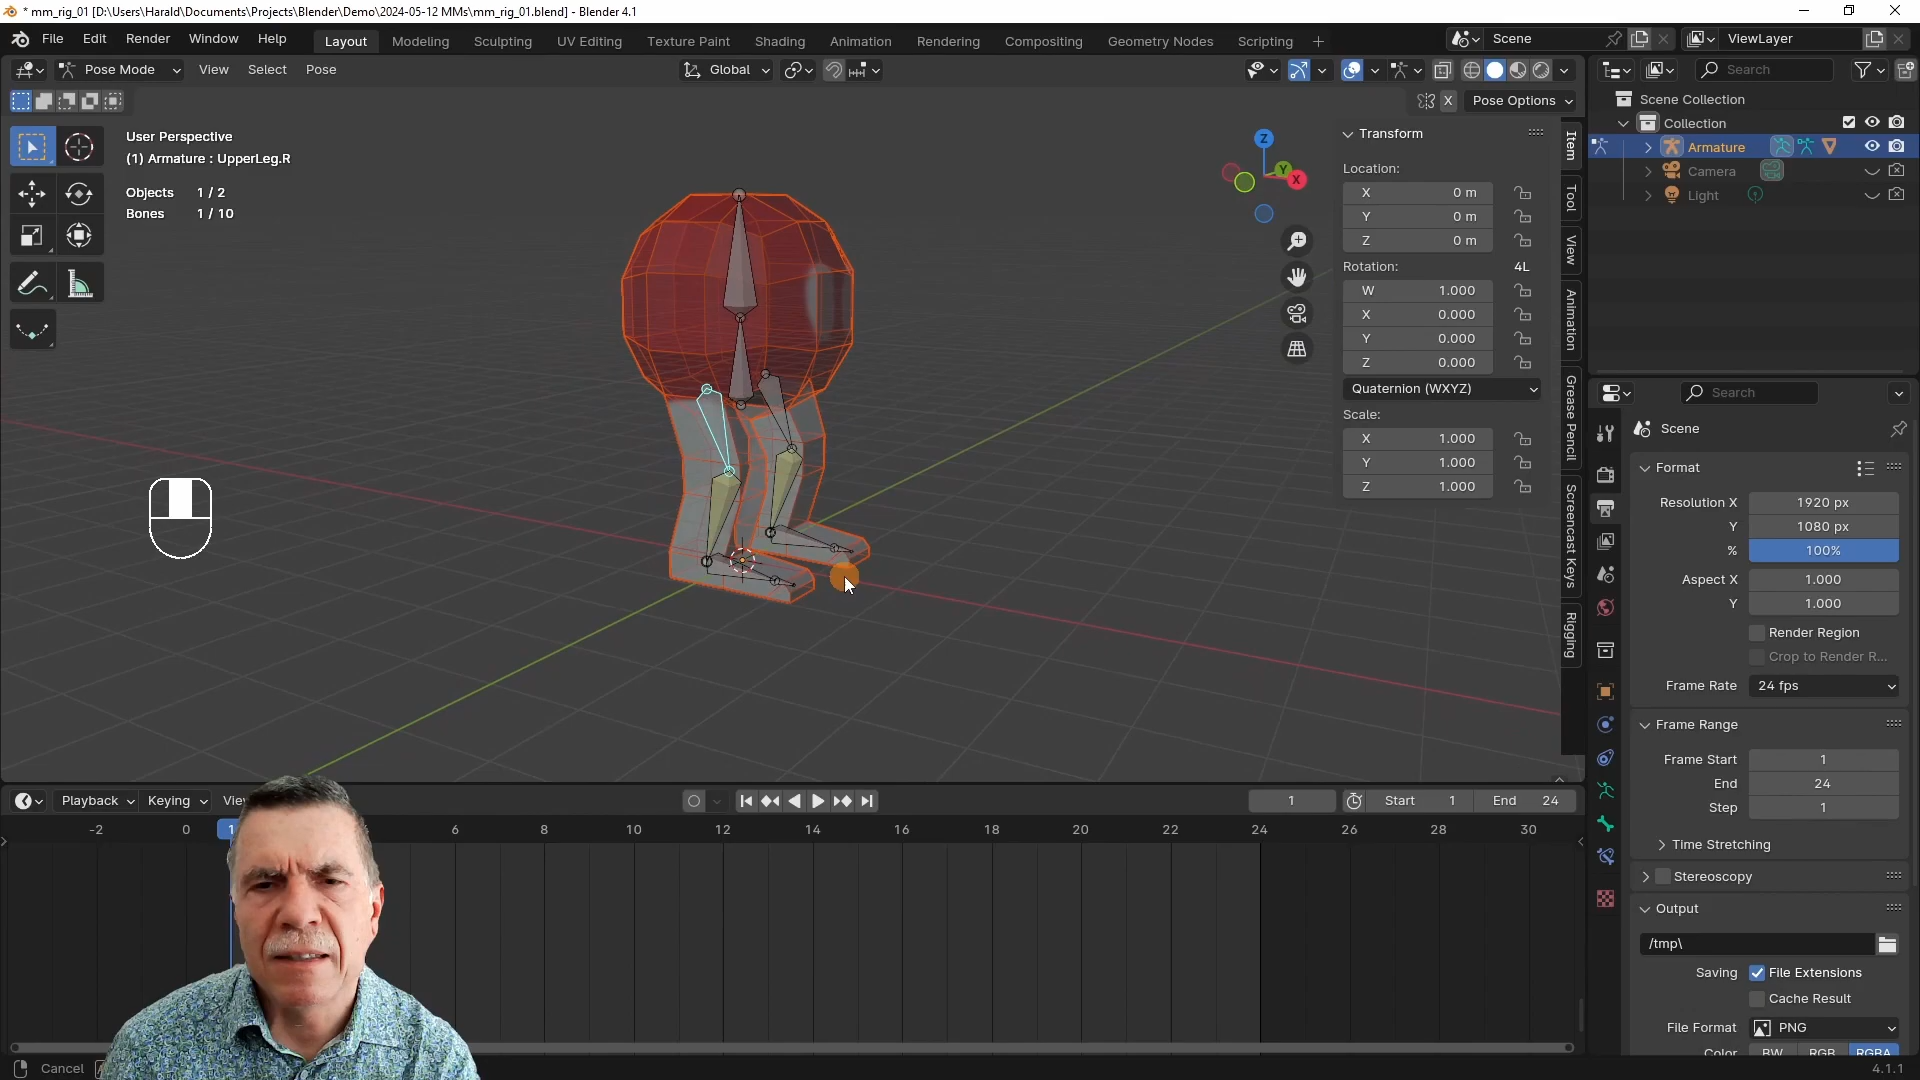 * mm_rig_01 [D:\Users\Harald\Documents\Projects\Blender\Demo\2024-05-12 MMs\mm_rig_01.blend] - Blender 4.1
File Edit Render Window Help Layout Modeling Sculpting UV Editing Texture Paint Shading Animation Rendering Compositing Geometry Nodes Scripting + Scene ViewLayer
Pose Mode View Select Pose Global Search
X Pose Options
User Perspective
(1) Armature : UpperLeg.R
Objects 1 / 2
Bones 1 / 10
Z
Y
X
Transform
Location:
X 0 m
Y 0 m
Z 0 m
Rotation: 4L
W 1.000
X 0.000
Y 0.000
Z 0.000
Quaternion (WXYZ)
Scale:
X 1.000
Y 1.000
Z 1.000
Item
Tool
View
Animation
Grease Pencil
Screencast Keys
Rigging
Scene Collection
Collection
Armature
Camera
Light
Search
Scene
Format
Resolution X 1920 px
Y 1080 px
% 100%
Aspect X 1.000
Y 1.000
Render Region
Crop to Render R...
Frame Rate 24 fps
Frame Range
Frame Start 1
End 24
Step 1
Time Stretching
Stereoscopy
Output
/tmp\
Saving File Extensions
Cache Result
File Format PNG
Color BW RGB RGBA
Playback Keying 1 Start 1 End 24
-2 0 1 6 8 10 12 14 16 18 20 22 24 26 28 30
Cancel 4.1.1